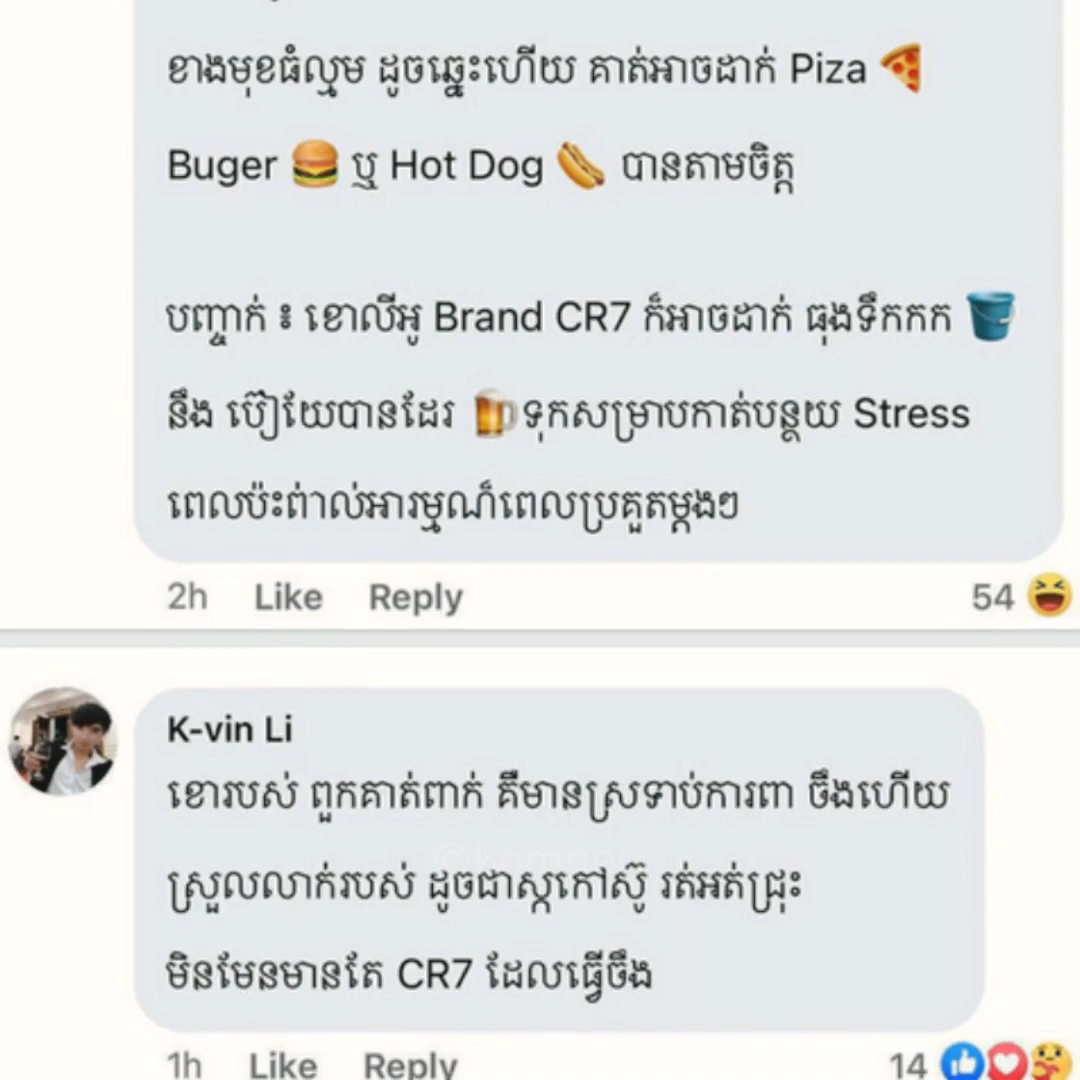 ខាងមុខធំល្មម ដូចឆ្នេះហើយ គាត់អាចដាក់ Piza 🍕
Buger 🍔 ឬ Hot Dog 🌭 បានតាមចិត្ត
បញ្ជាក់ ៖ ខោលីអូ Brand CR7 ក៏អាចដាក់ ធុងទឹកកក 🪣
នឹង ប៊ៀយែបានដែរ 🍺ទុកសម្រាបកាត់បន្ថយ Stress
ពេលប៉ះព់ាល់អារម្មណ៏ពេលប្រគួតម្ដងៗ
2h Like Reply 54 😆
K-vin Li
ខោរបស់ ពួកគាត់ពាក់ គឺមានស្រទាប់ការពា ចឹងហើយ
ស្រួលលាក់របស់ ដូចជាស្កកៅស៊ូ រត់អត់ជ្រុះ
មិនមែនមានតែ CR7 ដែលធ្វើចឹង
1h Like Reply 14